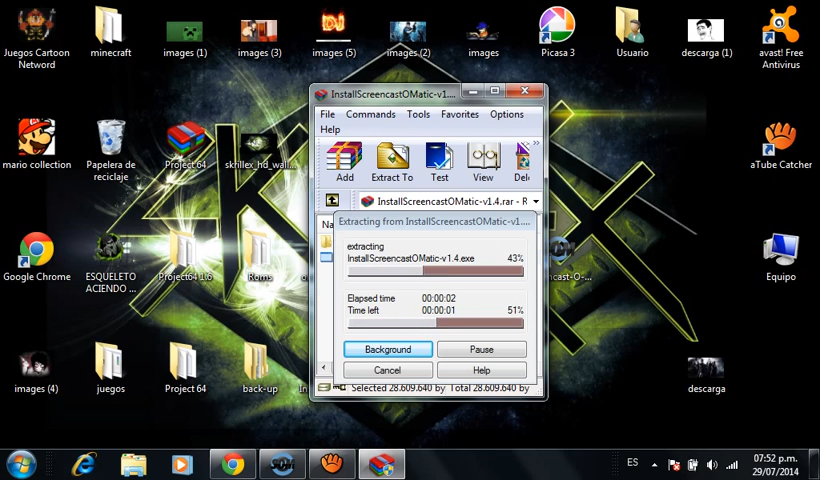 Juegos Cartoon
Netword
minecraft
images (1)
images (3)
DJ
images (5)
images (2)
images
Picasa 3
Usuario
descarga (1)
avast! Free
Antivirus
mario collection
Papelera de
reciclaje
Project 64
skrillex_hd_wall...
aTube Catcher
Google Chrome
ESQUELETO
ACIENDO ...
Project64 1.6
Roms
Equipo
images (4)
juegos
Project 64
back-up
descarga
InstallScreencastOMatic-v1....
File Commands Tools Favorites Options
Help
Add Extract To Test View
InstallScreencastOMatic-v1.4.rar - R
Extracting from InstallScreencastOMatic-v1....
extracting
InstallScreencastOMatic-v1.4.exe 43%
Elapsed time 00:00:02
Time left 00:00:01 51%
Background Pause
Cancel Help
Selected 28.609.640 by Total 28.609.640 by
SOM
ES
07:52 p.m.
29/07/2014